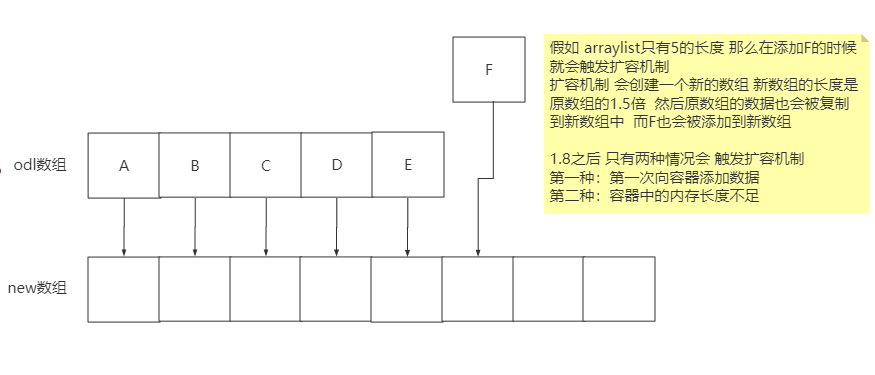 假如 arraylist只有5的长度 那么在添加F的时候
就会触发扩容机制
扩容机制 会创建一个新的数组 新数组的长度是
原数组的1.5倍 然后原数组的数据也会被复制
到新数组中 而F也会被添加到新数组
1.8之后 只有两种情况会 触发扩容机制
第一种：第一次向容器添加数据
第二种：容器中的内存长度不足
F
odl数组
A
B
C
D
E
new数组